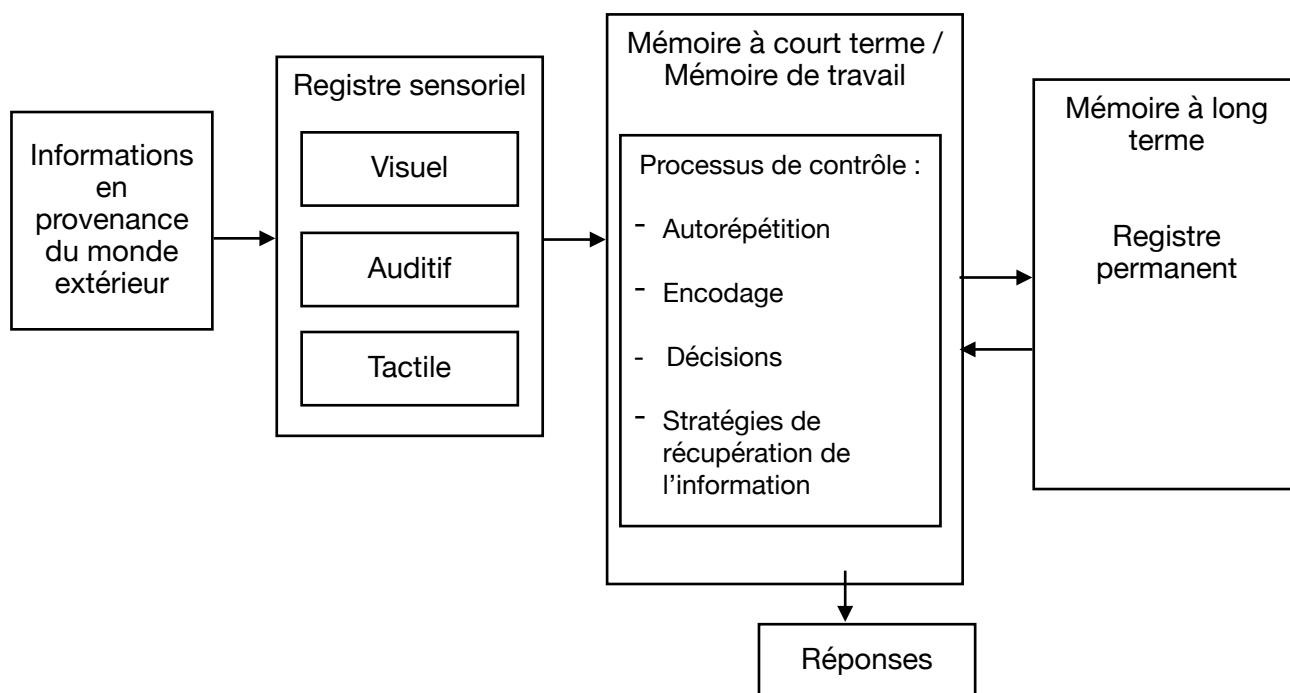 Informations
en
provenance
du monde
extérieur
Registre sensoriel
Visuel
Auditif
Tactile
Mémoire à court terme /
Mémoire de travail
Processus de contrôle :
- Autorépétition
- Encodage
- Décisions
- Stratégies de
récupération de
l’information
Mémoire à long
terme
Registre
permanent
Réponses